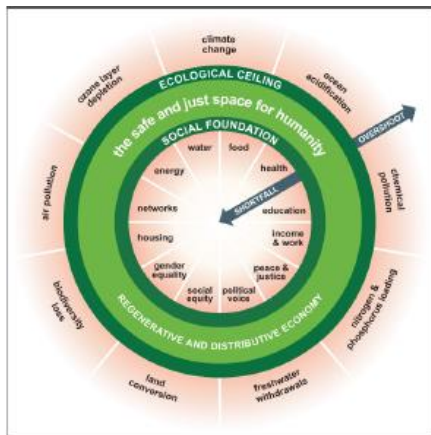 climate
change
ozone layer
depletion
ocean
acidification
ECOLOGICAL CEILING
the safe and just space for humanity
OVERSHOOT
SOCIAL FOUNDATION
water
food
energy
health
air pollution
chemical
pollution
SHORTFALL
networks
education
housing
income
& work
gender
equality
peace &
justice
social
equity
political
voice
biodiversity
loss
nitrogen &
phosphorus loading
REGENERATIVE AND DISTRIBUTIVE ECONOMY
land
conversion
freshwater
withdrawals